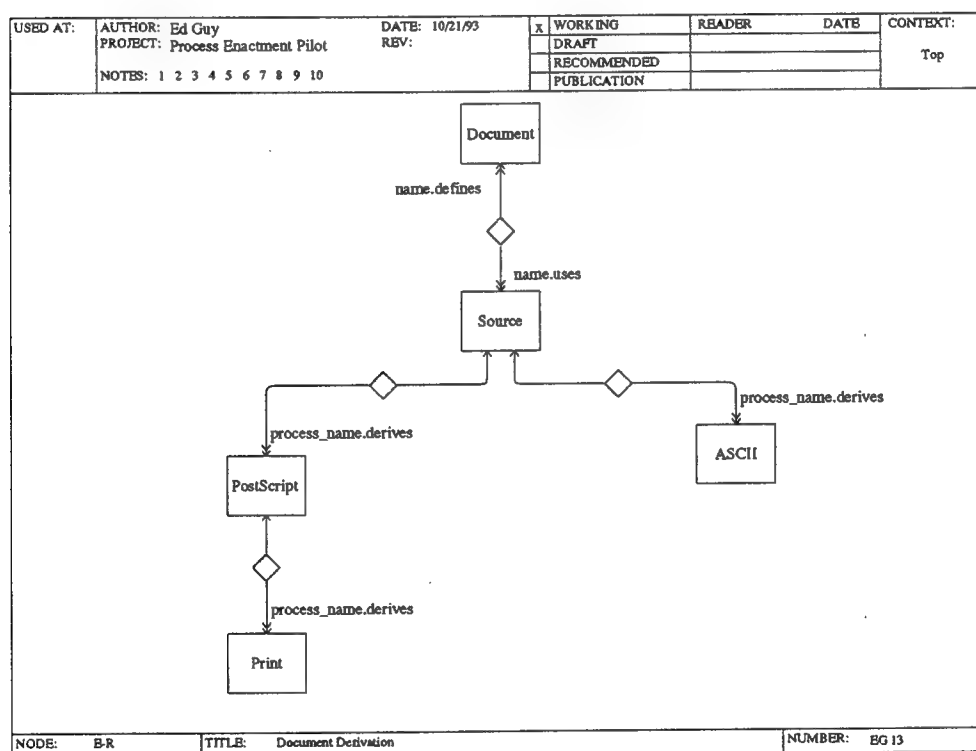 USED AT:
AUTHOR: Ed Guy
DATE: 10/21/93
PROJECT: Process Enactment Pilot
REV:
NOTES: 1 2 3 4 5 6 7 8 9 10
X WORKING
DRAFT
RECOMMENDED
PUBLICATION
READER DATE
CONTEXT:
Top
Document
name.defines
name.uses
Source
process_name.derives
process_name.derives
ASCII
PostScript
process_name.derives
Print
NODE: E-R
TITLE: Document Derivation
NUMBER: EG13